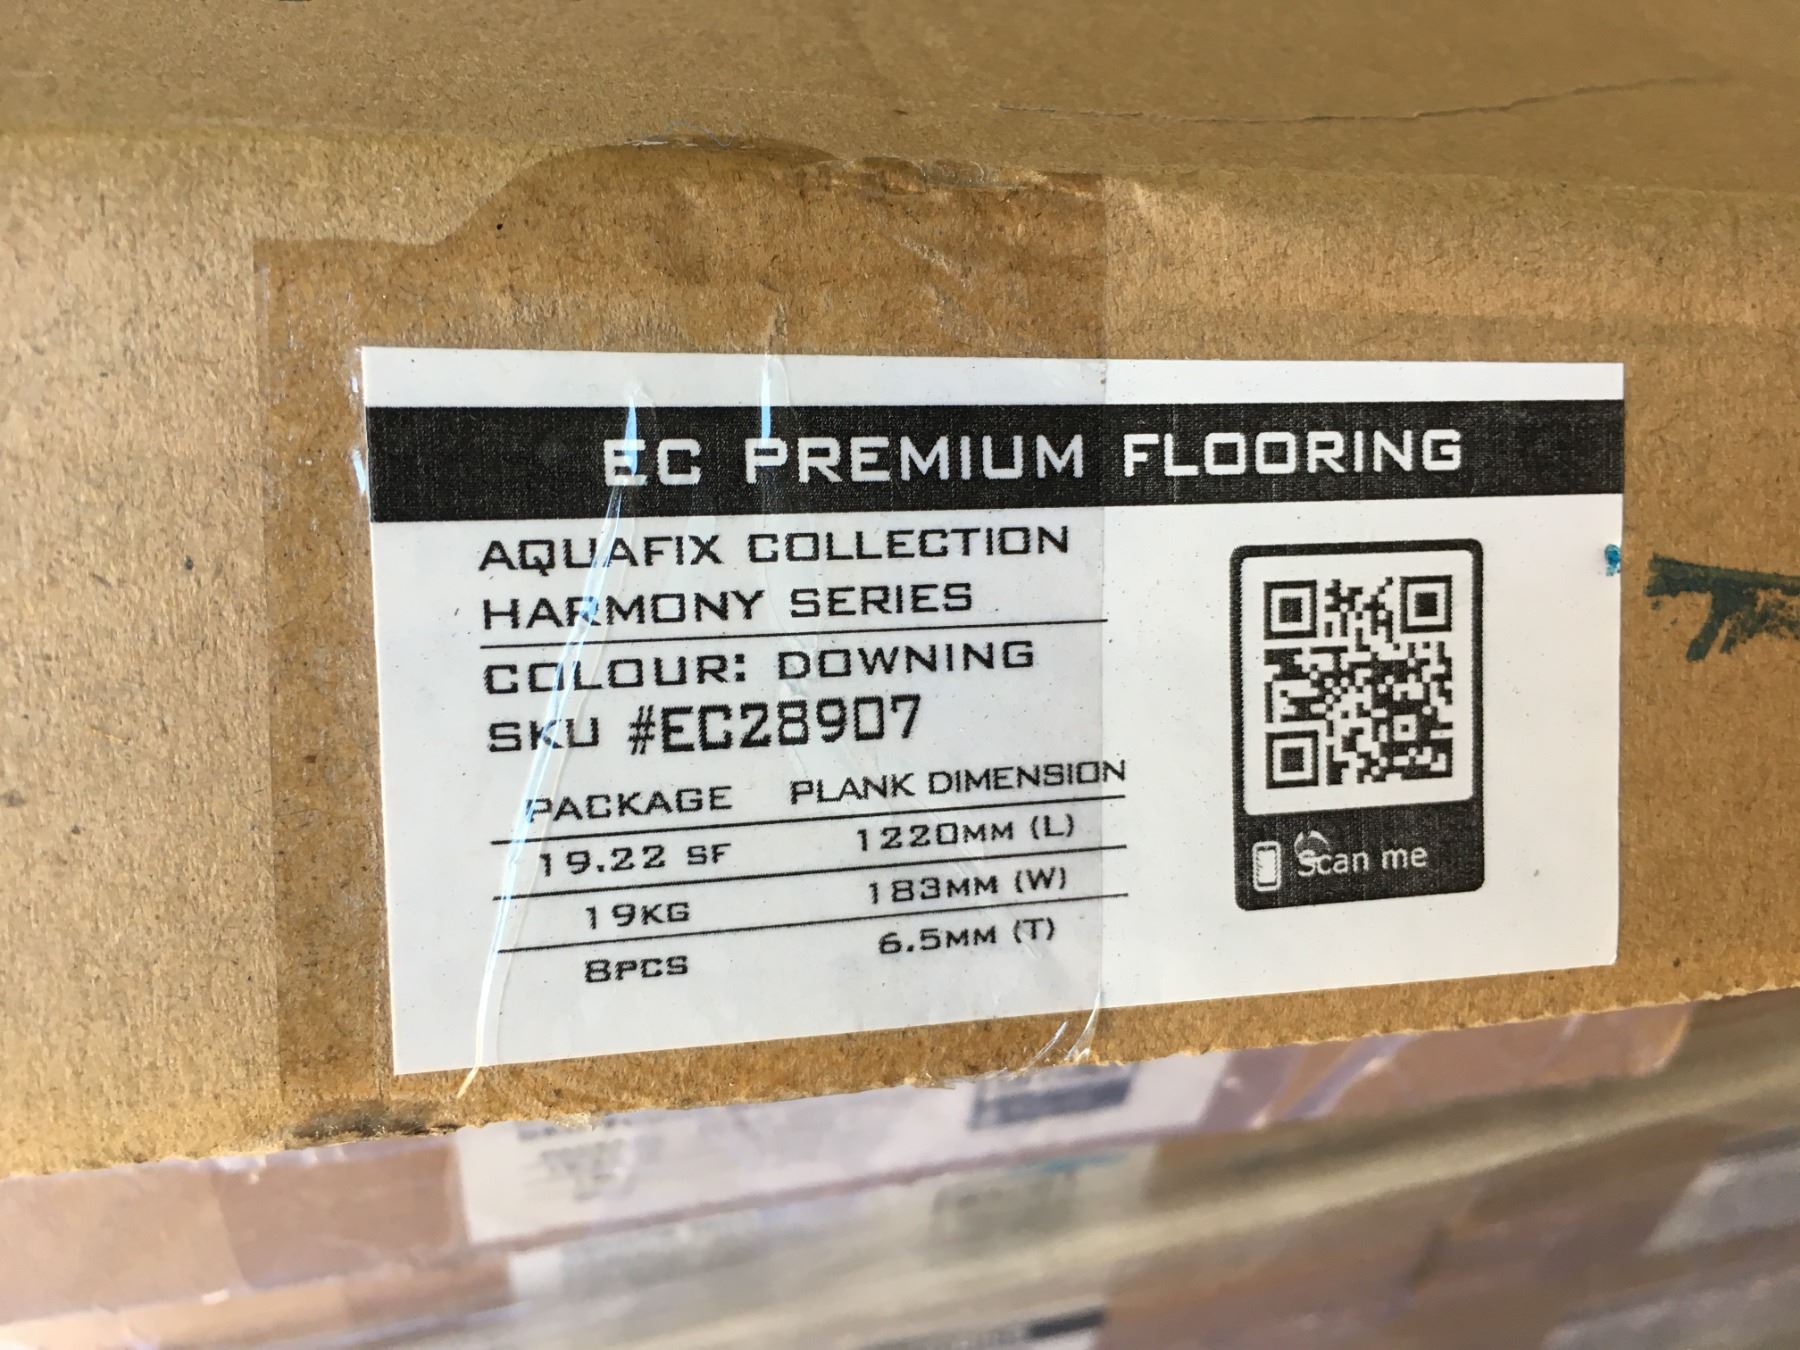 EC PREMIUM FLOORING
AQUAFIX COLLECTION
HARMONY SERIES
COLOUR: DOWNING
SKU #EC28907
PACKAGE PLANK DIMENSION
19.22 SF 1220MM (L)
19KG 183MM (W)
8PCS 6.5MM (T)
Scan me